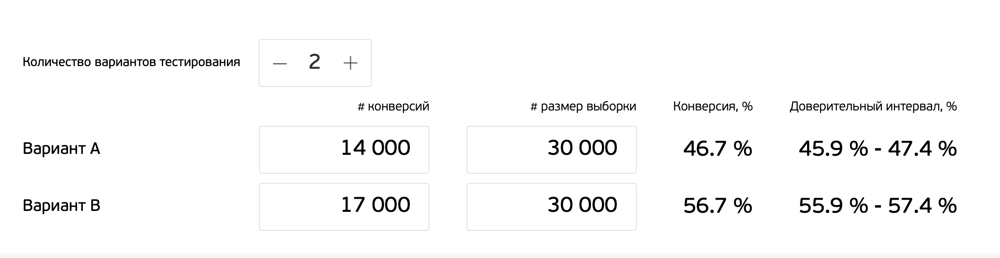 Количество вариантов тестирования — 2 +
# конверсий # размер выборки Конверсия, % Доверительный интервал, %
Вариант A 14 000 30 000 46.7 % 45.9 % - 47.4 %
Вариант B 17 000 30 000 56.7 % 55.9 % - 57.4 %